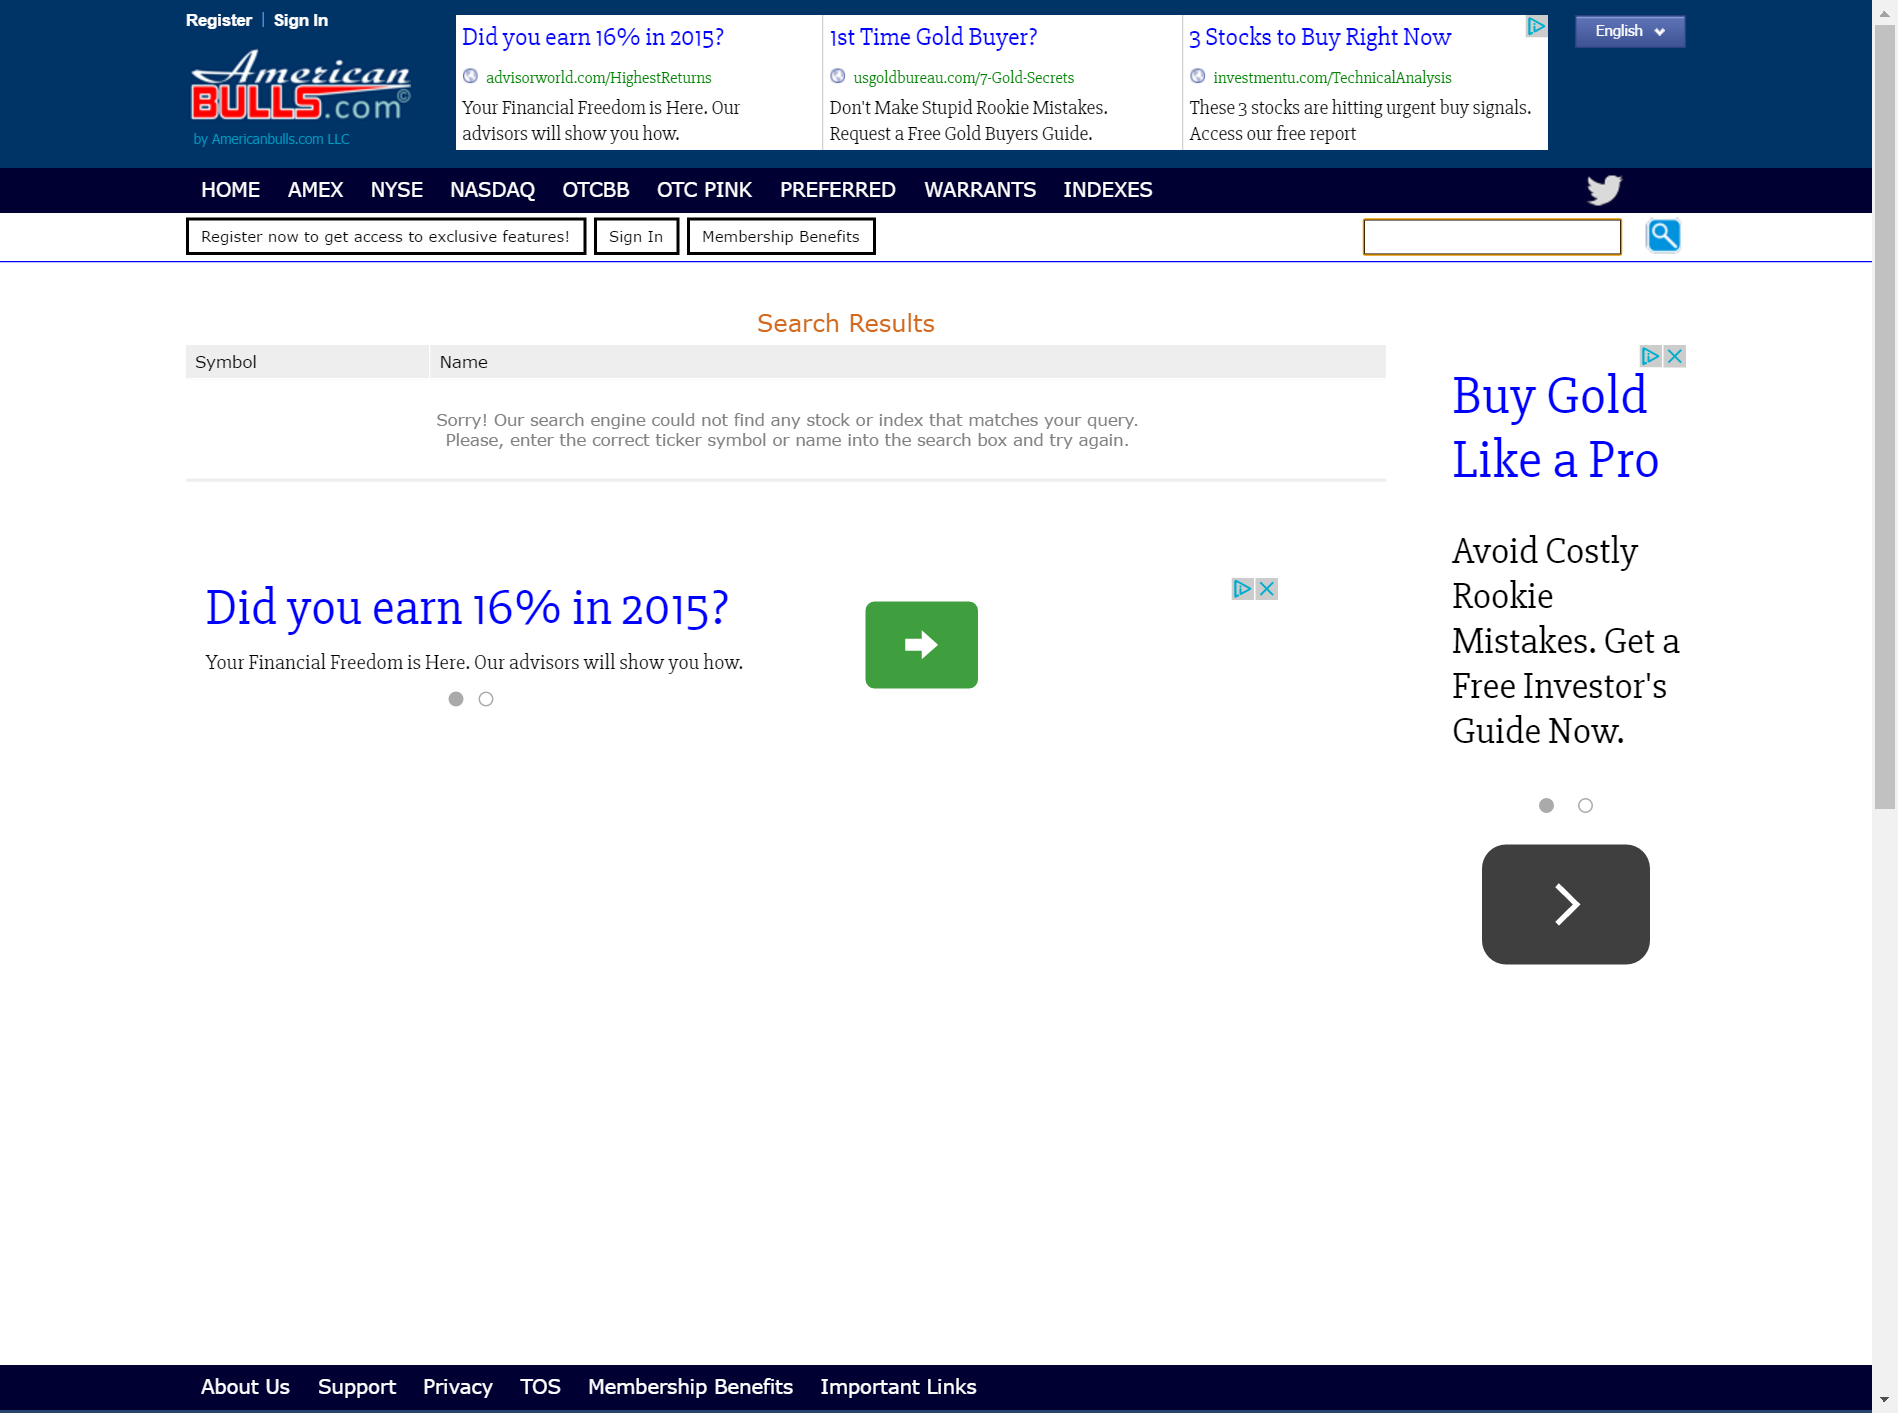 Register | Sign In
American
BULLS.com©
by Americanbulls.com LLC
Did you earn 16% in 2015?
advisorworld.com/HighestReturns
Your Financial Freedom is Here. Our
advisors will show you how.
1st Time Gold Buyer?
usgoldbureau.com/7-Gold-Secrets
Don't Make Stupid Rookie Mistakes.
Request a Free Gold Buyers Guide.
3 Stocks to Buy Right Now
investmentu.com/TechnicalAnalysis
These 3 stocks are hitting urgent buy signals.
Access our free report
English
HOME AMEX NYSE NASDAQ OTCBB OTC PINK PREFERRED WARRANTS INDEXES
Register now to get access to exclusive features! Sign In Membership Benefits
Search Results
Symbol Name
Sorry! Our search engine could not find any stock or index that matches your query.
Please, enter the correct ticker symbol or name into the search box and try again.
Did you earn 16% in 2015?
Your Financial Freedom is Here. Our advisors will show you how.
Buy Gold
Like a Pro
Avoid Costly
Rookie
Mistakes. Get a
Free Investor's
Guide Now.
About Us Support Privacy TOS Membership Benefits Important Links